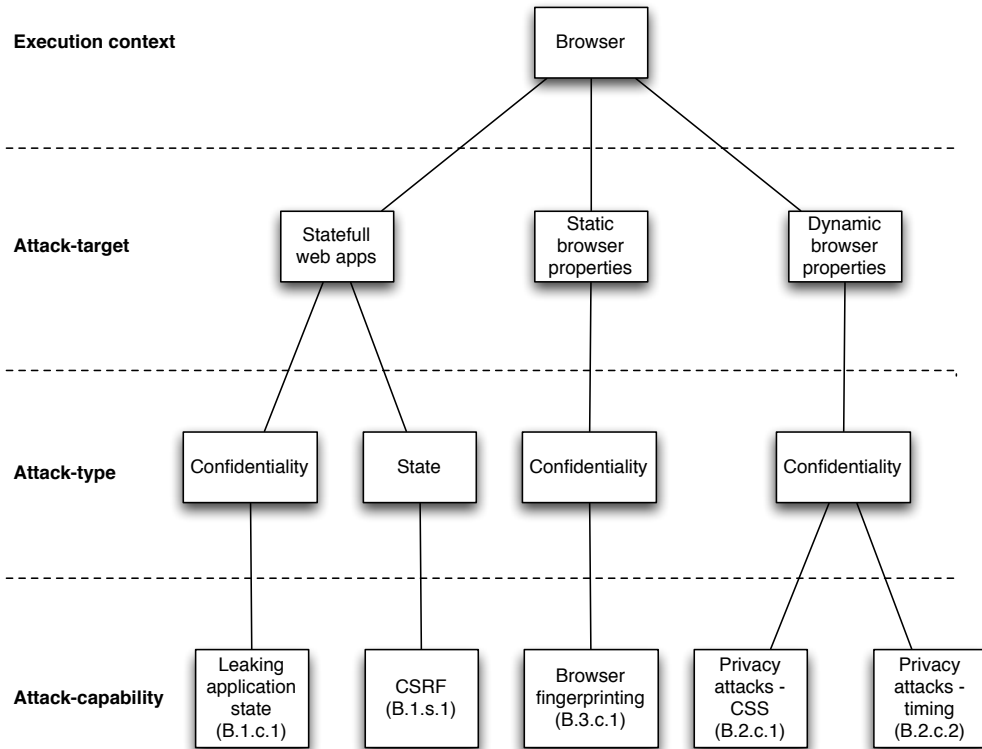 Execution context
Browser
Attack-target
Statefull
web apps
Static
browser
properties
Dynamic
browser
properties
Attack-type
Confidentiality
State
Confidentiality
Confidentiality
Attack-capability
Leaking
application
state
(B.1.c.1)
CSRF
(B.1.s.1)
Browser
fingerprinting
(B.3.c.1)
Privacy
attacks -
CSS
(B.2.c.1)
Privacy
attacks -
timing
(B.2.c.2)